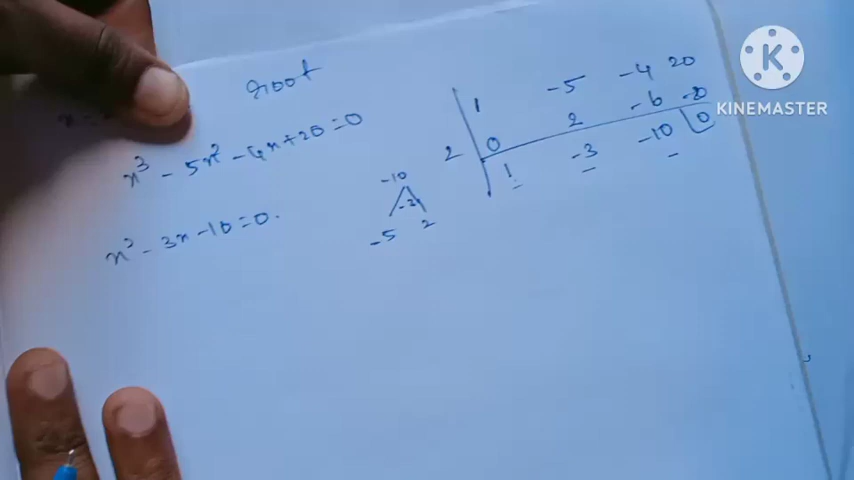 root
x³ - 5x² - 4x + 20 = 0
x² - 3x - 10 = 0.
-10
-3
-5 2
1 -5 -4 20
2 0 2 -6 -20
1 -3 -10 0
K
KINEMASTER